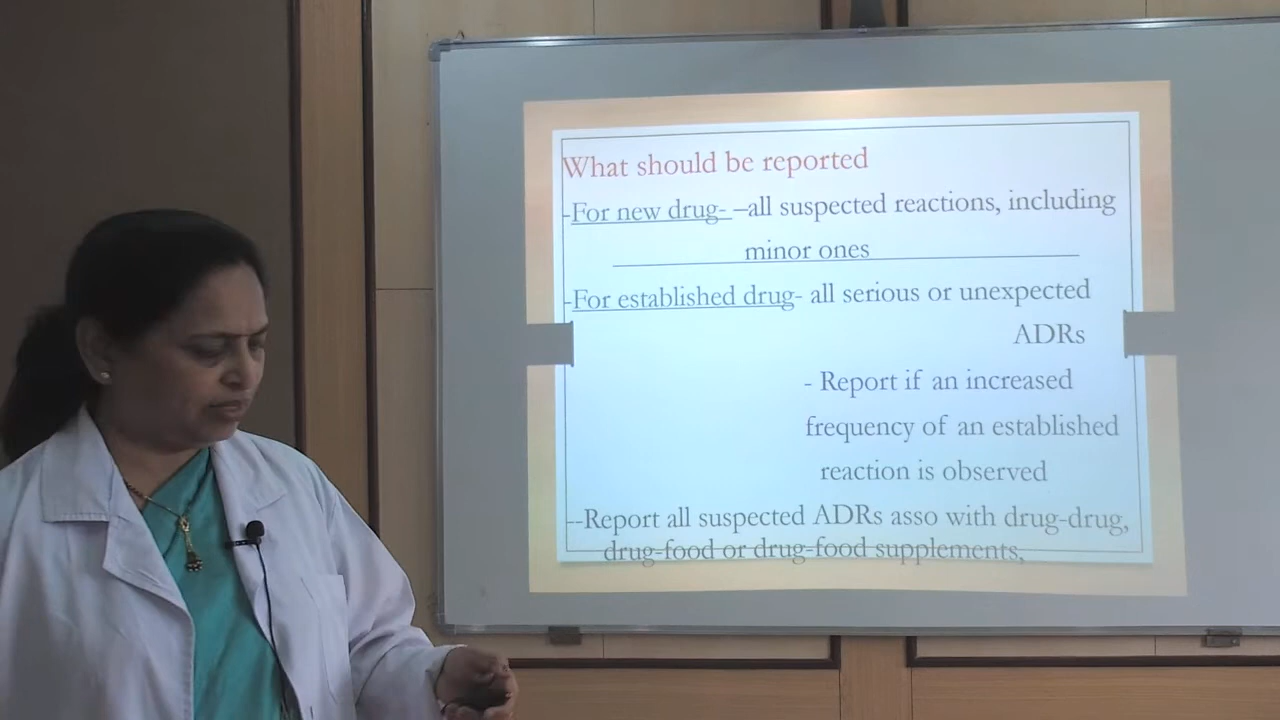 What should be reported
-For new drug- –all suspected reactions, including
minor ones
-For established drug- all serious or unexpected
ADRs
- Report if an increased
frequency of an established
reaction is observed
--Report all suspected ADRs asso with drug-drug,
drug-food or drug-food supplements,